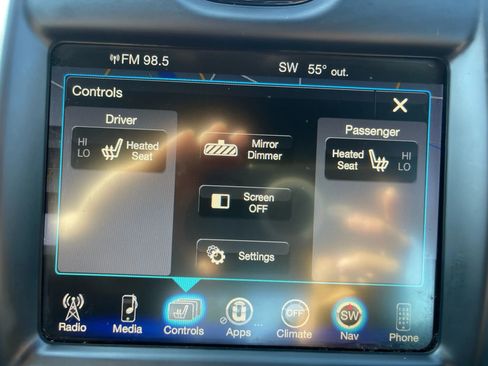 FM 98.5
SW 55° out.
Controls
Driver
HI
LO
Heated
Seat
Mirror
Dimmer
Passenger
Heated
Seat
HI
LO
Screen
OFF
Settings
OFF
SW
Radio
Media
Controls
Apps
Climate
Nav
Phone